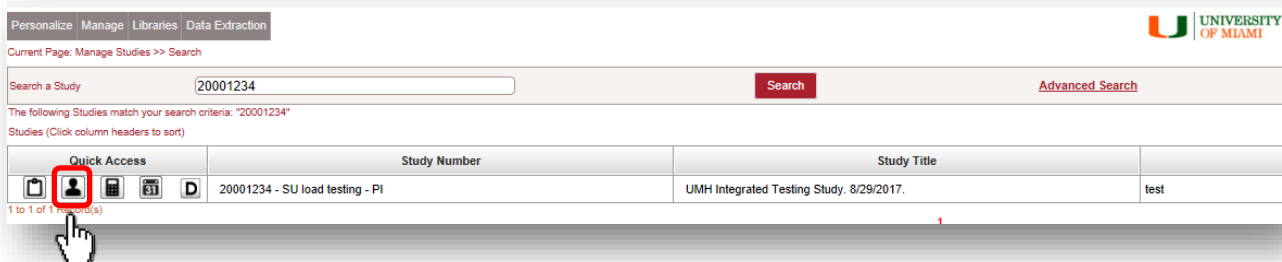 Personalize Manage Libraries Data Extraction
UNIVERSITY
OF MIAMI
Current Page: Manage Studies >> Search
Search a Study 20001234 Search Advanced Search
The following Studies match your search criteria: "20001234"
Studies (Click column headers to sort)
Quick Access Study Number Study Title
31 D 20001234 - SU load testing - PI UMH Integrated Testing Study. 8/29/2017. test
1 to 1 of 1 Record(s)
1